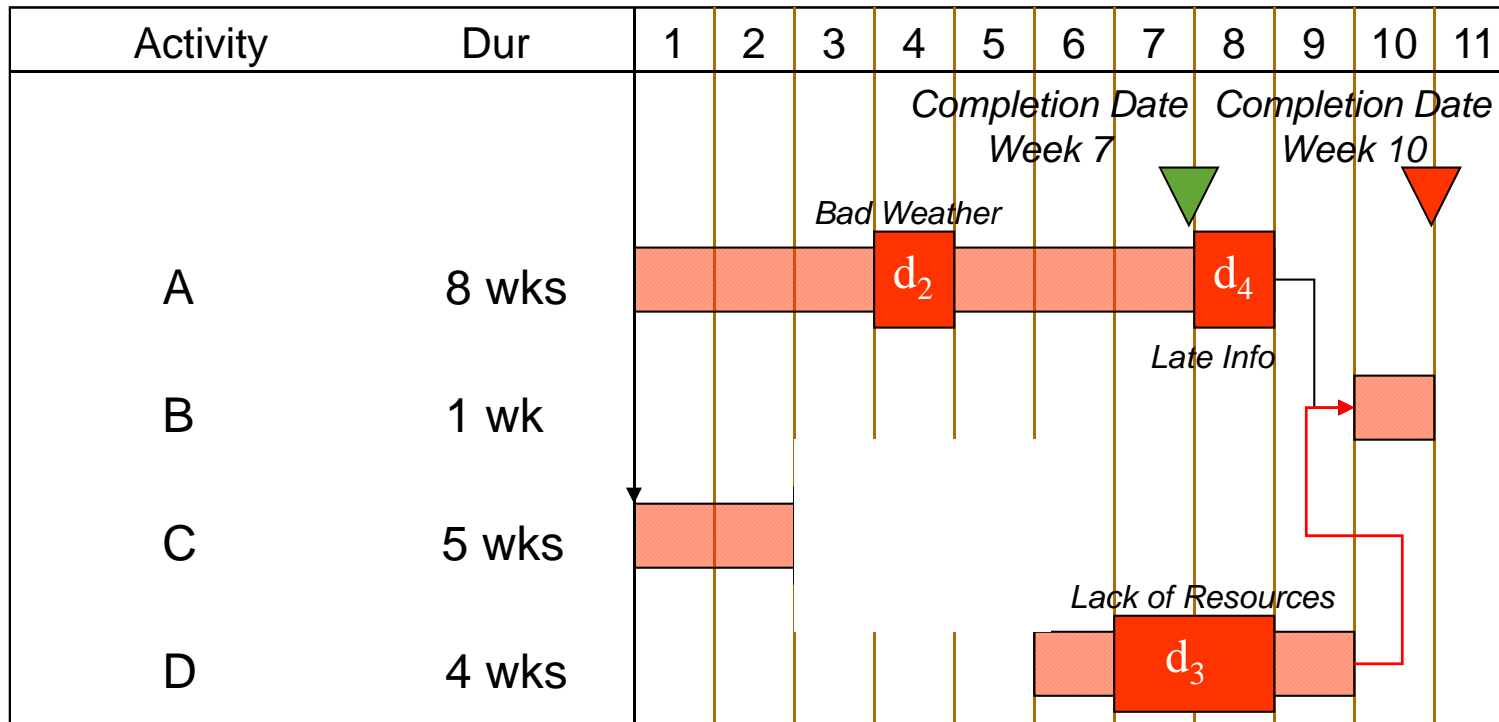 Activity Dur 1 2 3 4 5 6 7 8 9 10 11
Completion Date Completion Date
Week 7 Week 10
Bad Weather
A 8 wks d₂ d₄
Late Info
B 1 wk
C 5 wks
Lack of Resources
D 4 wks d₃